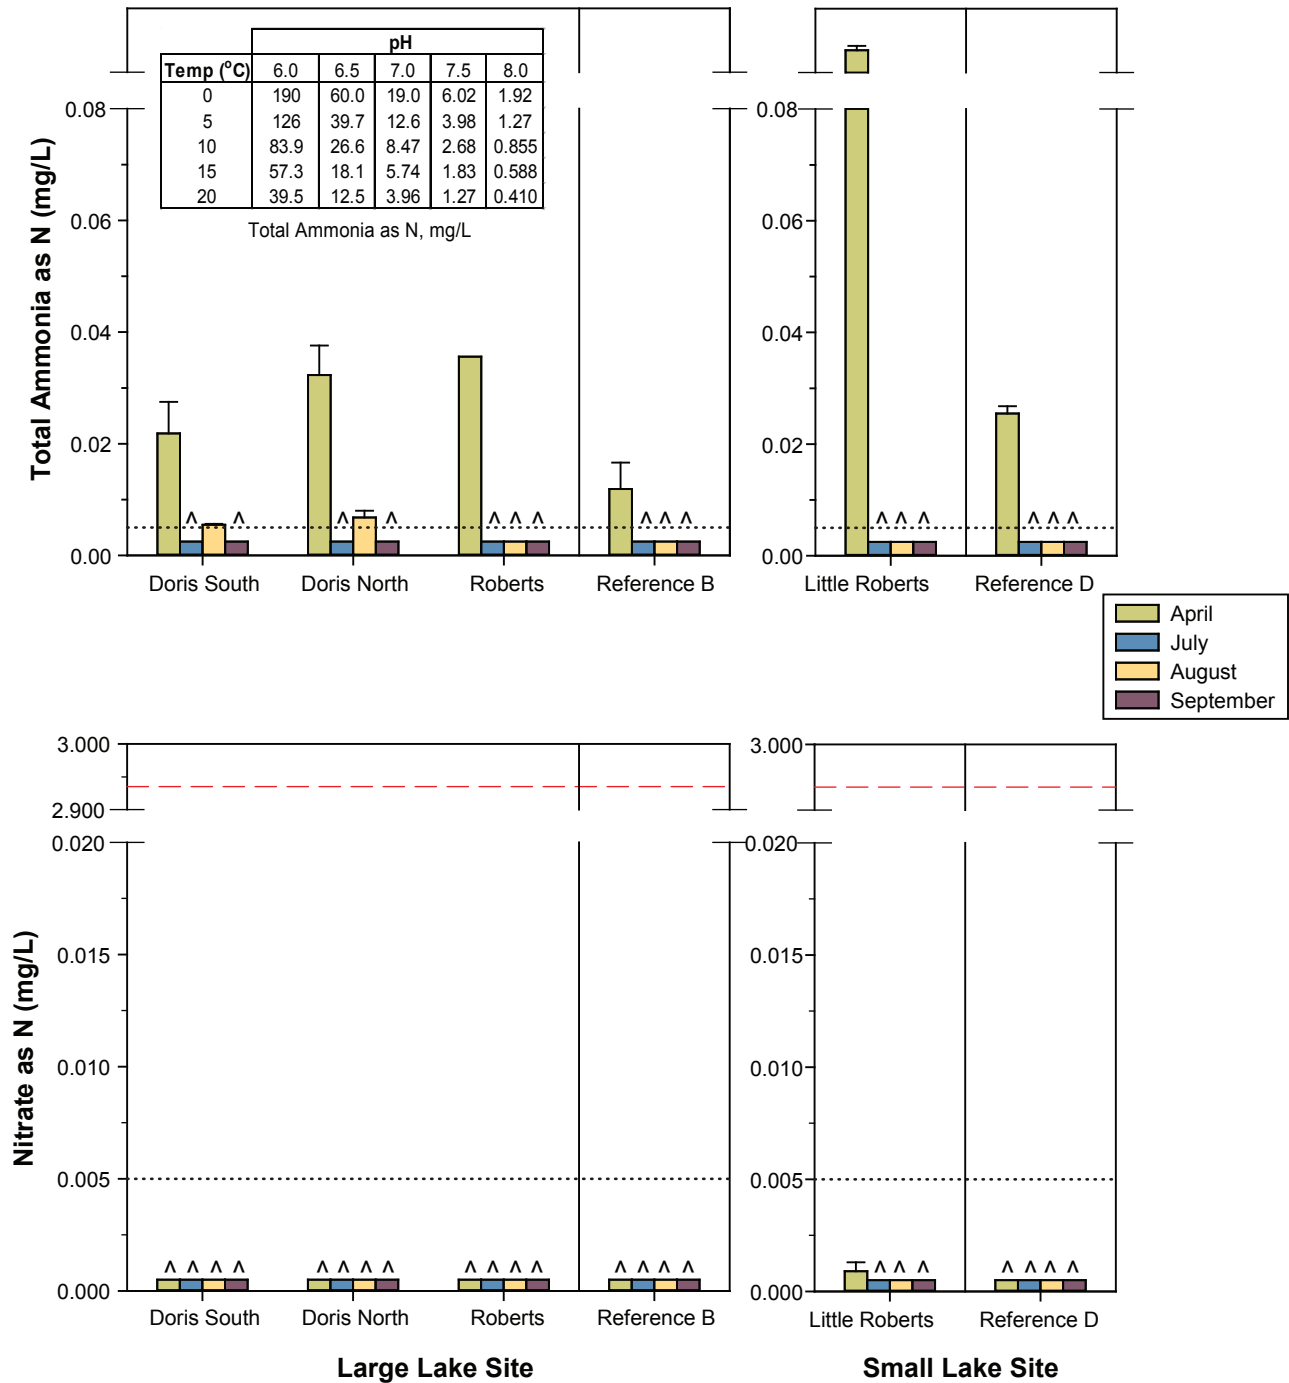 pH
Temp (°C) 6.0 6.5 7.0 7.5 8.0
0 190 60.0 19.0 6.02 1.92
5 126 39.7 12.6 3.98 1.27
10 83.9 26.6 8.47 2.68 0.855
15 57.3 18.1 5.74 1.83 0.588
20 39.5 12.5 3.96 1.27 0.410
Total Ammonia as N, mg/L
Total Ammonia as N (mg/L)
0.08
0.06
0.04
0.02
0.00
^ ^ ^ ^ ^ ^ ^ ^ ^ ^
Doris South Doris North Roberts Reference B
0.08
0.06
0.04
0.02
0.00
^ ^ ^ ^ ^ ^
Little Roberts Reference D
April
July
August
September
Nitrate as N (mg/L)
3.000
2.900
0.020
0.015
0.010
0.005
0.000
^ ^ ^ ^ ^ ^ ^ ^ ^ ^ ^ ^ ^ ^ ^ ^
Doris South Doris North Roberts Reference B
Large Lake Site
3.000
0.020
0.015
0.010
0.005
0.000
^ ^ ^ ^ ^ ^ ^
Little Roberts Reference D
Small Lake Site